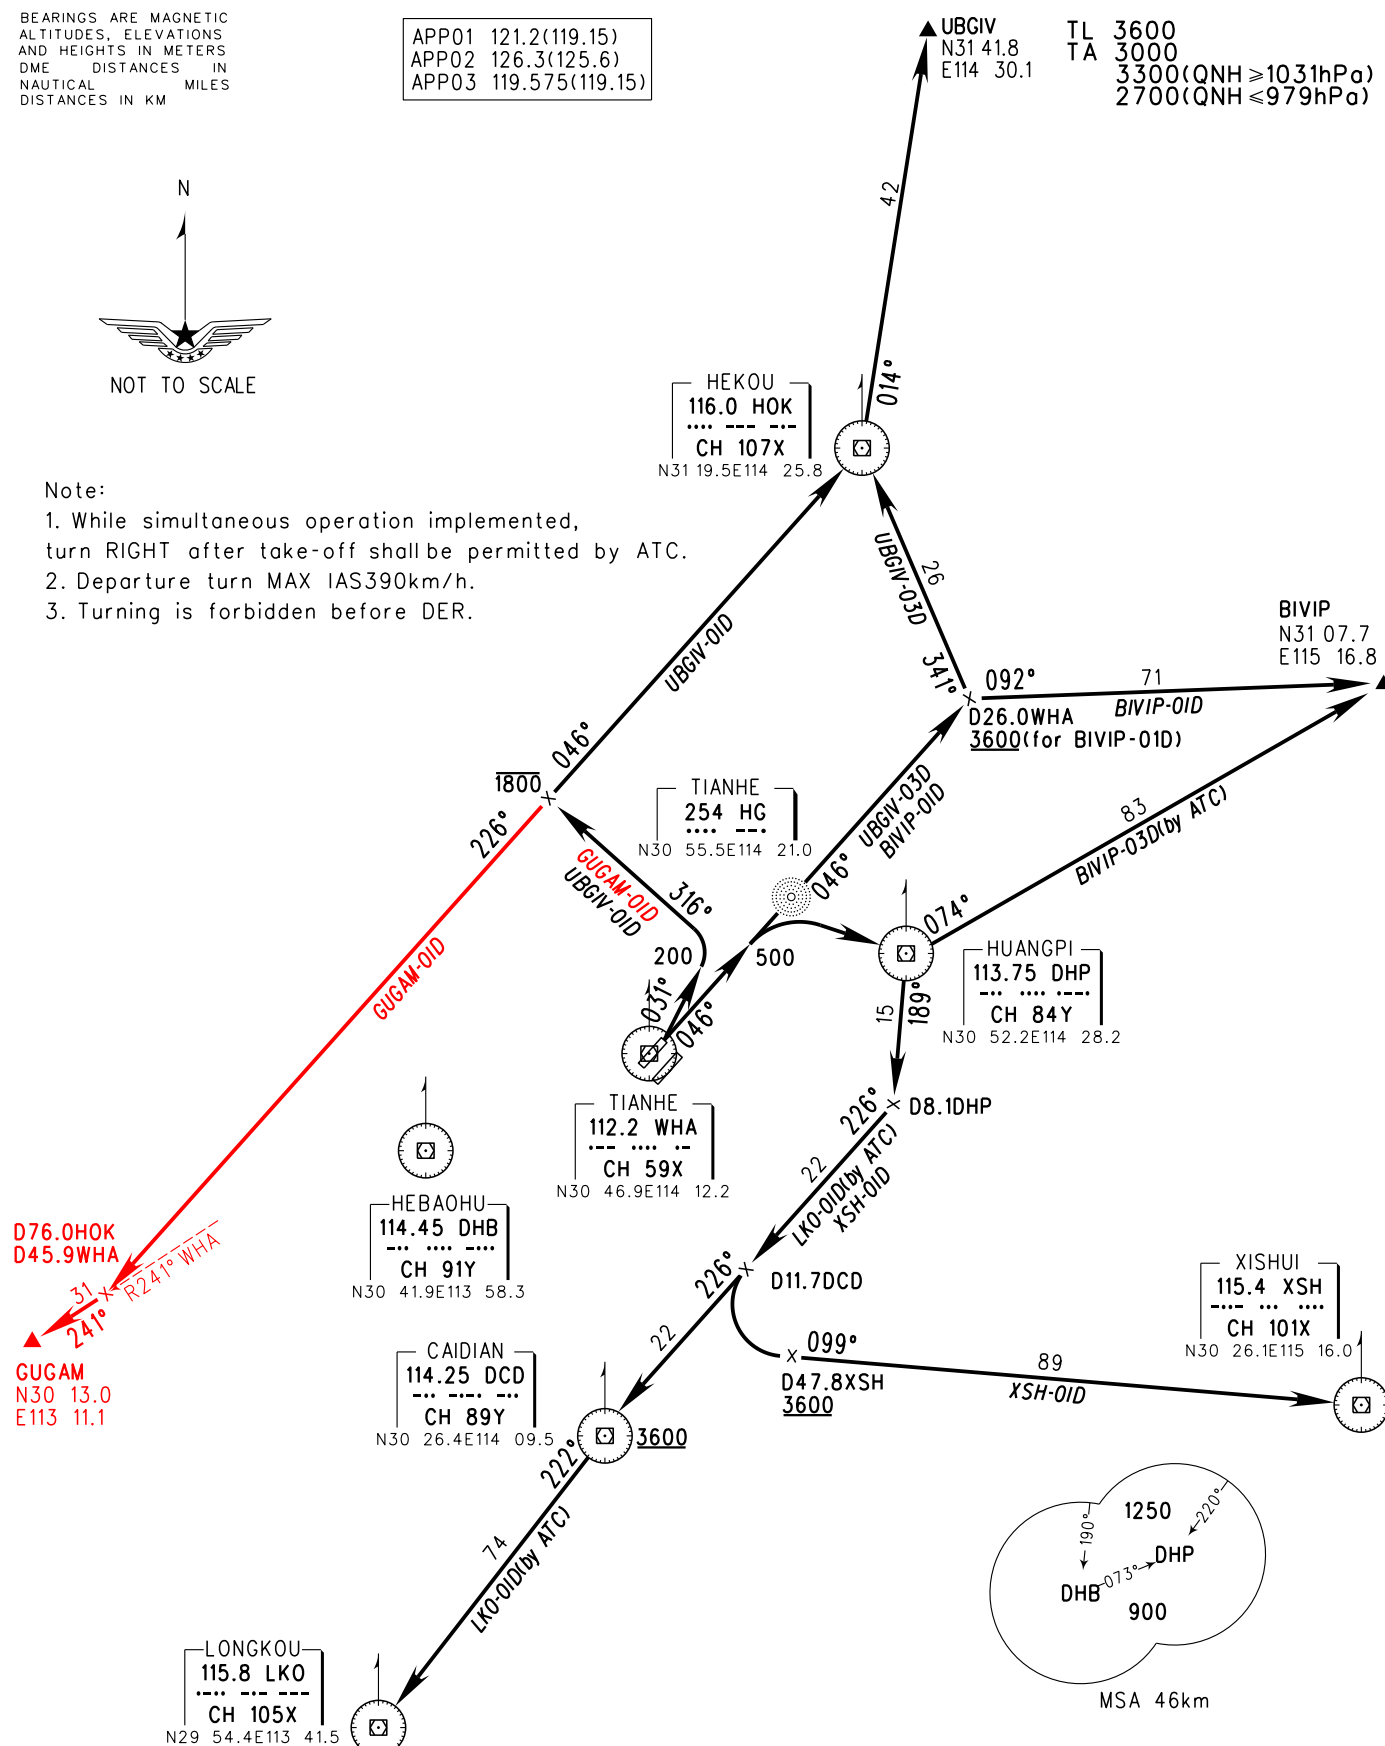 BEARINGS ARE MAGNETIC
ALTITUDES, ELEVATIONS
AND HEIGHTS IN METERS
DME DISTANCES IN
NAUTICAL MILES
DISTANCES IN KM
APP01 121.2(119.15)
APP02 126.3(125.6)
APP03 119.575(119.15)
UBGIV
N31 41.8
E114 30.1
TL 3600
TA 3000
3300(QNH ≥1031hPa)
2700(QNH ≤979hPa)
N
NOT TO SCALE
42
014°
HEKOU
116.0 HOK
CH 107X
N31 19.5E114 25.8
Note:
1. While simultaneous operation implemented,
turn RIGHT after take-off shall be permitted by ATC.
2. Departure turn MAX IAS390km/h.
3. Turning is forbidden before DER.
UBGIV-01D
046°
1800
226°
26
UBGIV-03D
341°
BIVIP
N31 07.7
E115 16.8
092°
71
BIVIP-01D
D26.0WHA
3600(for BIVIP-01D)
TIANHE
254 HG
N30 55.5E114 21.0
UBGIV-03D
BIVIP-01D
046°
83
BIVIP-03D(by ATC)
074°
GUGAM-01D
UBGIV-01D
316°
200
500
031°
046°
GUGAM-01D
HUANGPI
113.75 DHP
CH 84Y
N30 52.2E114 28.2
15
189°
D8.1DHP
TIANHE
112.2 WHA
CH 59X
N30 46.9E114 12.2
226°
22
LKO-01D(by ATC)
XSH-01D
HEBAOHU
114.45 DHB
CH 91Y
N30 41.9E113 58.3
D76.0HOK
D45.9WHA
R241° WHA
31
241°
GUGAM
N30 13.0
E113 11.1
226°
D11.7DCD
22
099°
D47.8XSH
3600
89
XSH-01D
XISHUI
115.4 XSH
CH 101X
N30 26.1E115 16.0
CAIDIAN
114.25 DCD
CH 89Y
N30 26.4E114 09.5
3600
222°
74
LKO-01D(by ATC)
LONGKOU
115.8 LKO
CH 105X
N29 54.4E113 41.5
1250
190°
220°
DHP
073°
DHB
900
MSA 46km